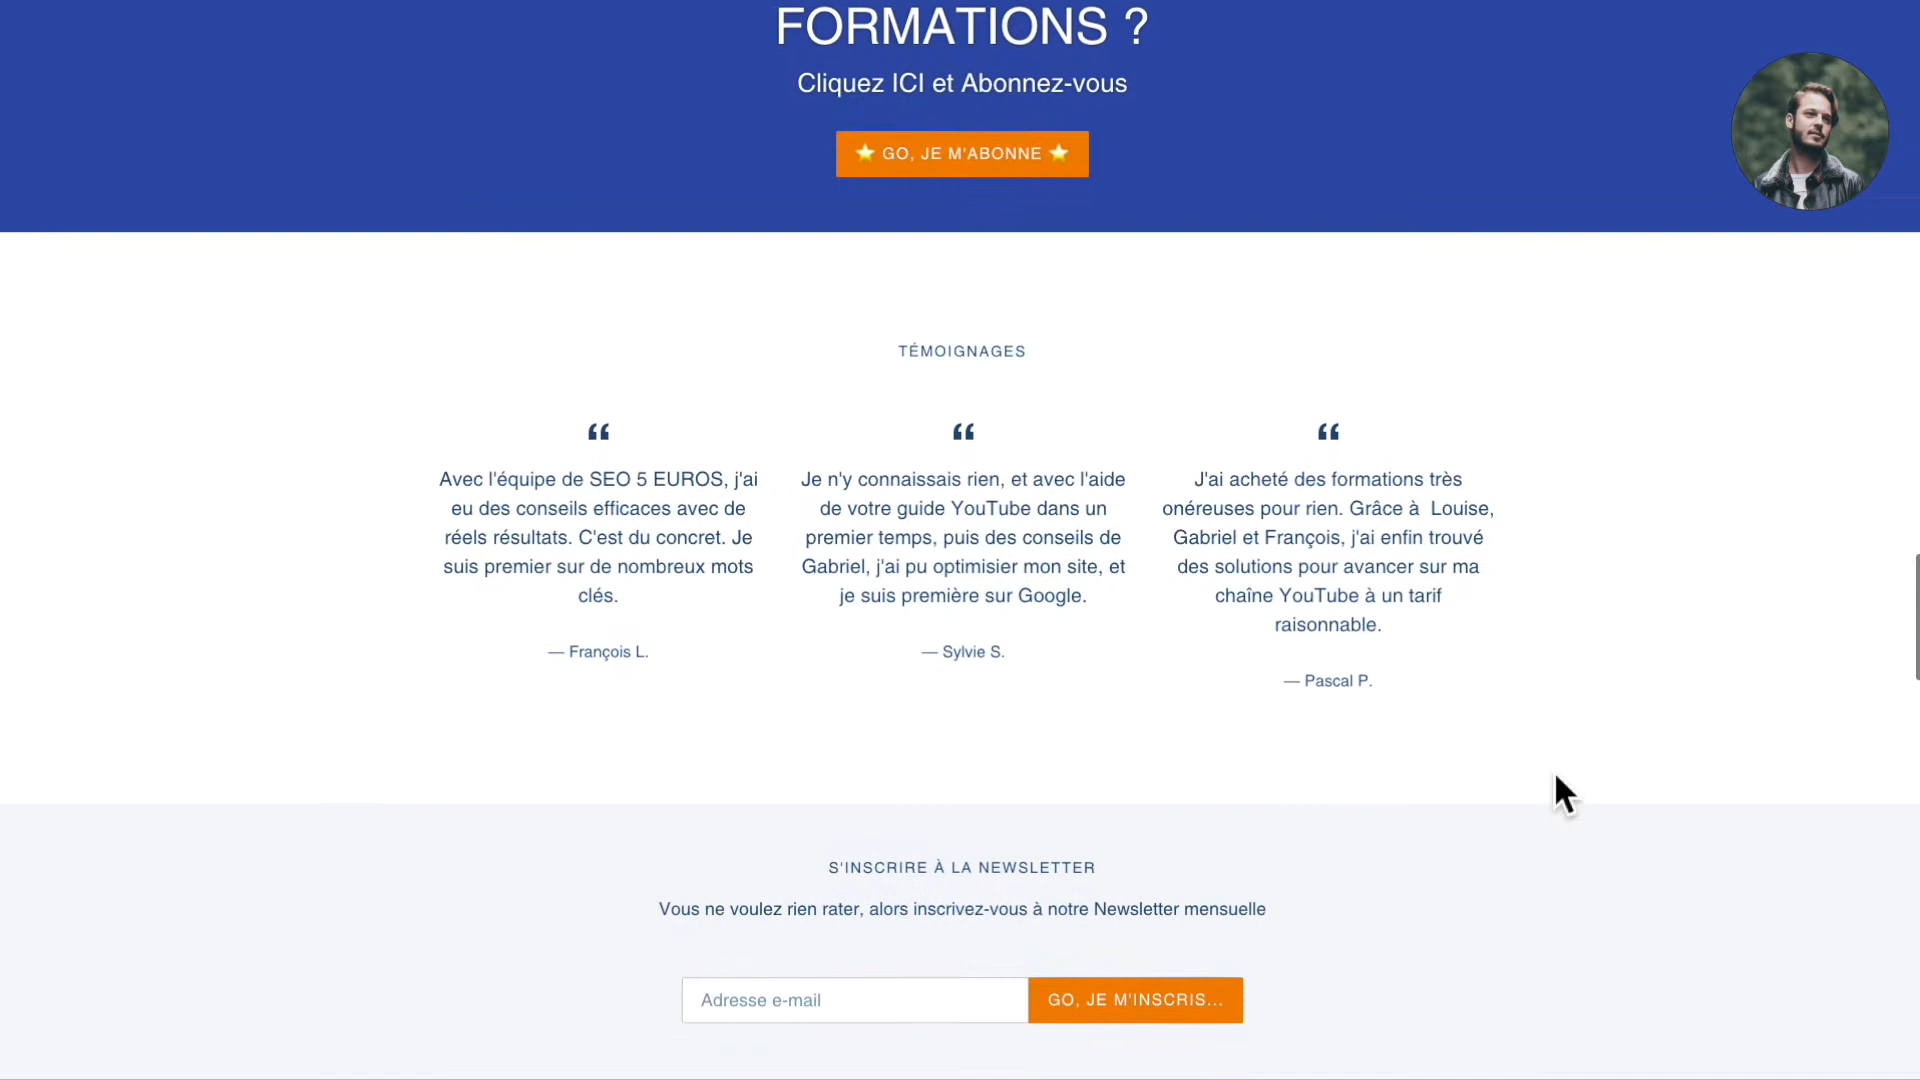 FORMATIONS ?
Cliquez ICI et Abonnez-vous
⭐ GO, JE M'ABONNE ⭐
TÉMOIGNAGES
“
Avec l'équipe de SEO 5 EUROS, j'ai
eu des conseils efficaces avec de
réels résultats. C'est du concret. Je
suis premier sur de nombreux mots
clés.
— François L.
“
Je n'y connaissais rien, et avec l'aide
de votre guide YouTube dans un
premier temps, puis des conseils de
Gabriel, j'ai pu optimisier mon site, et
je suis première sur Google.
— Sylvie S.
“
J'ai acheté des formations très
onéreuses pour rien. Grâce à  Louise,
Gabriel et François, j'ai enfin trouvé
des solutions pour avancer sur ma
chaîne YouTube à un tarif
raisonnable.
— Pascal P.
S'INSCRIRE À LA NEWSLETTER
Vous ne voulez rien rater, alors inscrivez-vous à notre Newsletter mensuelle
Adresse e-mail
GO, JE M'INSCRIS...